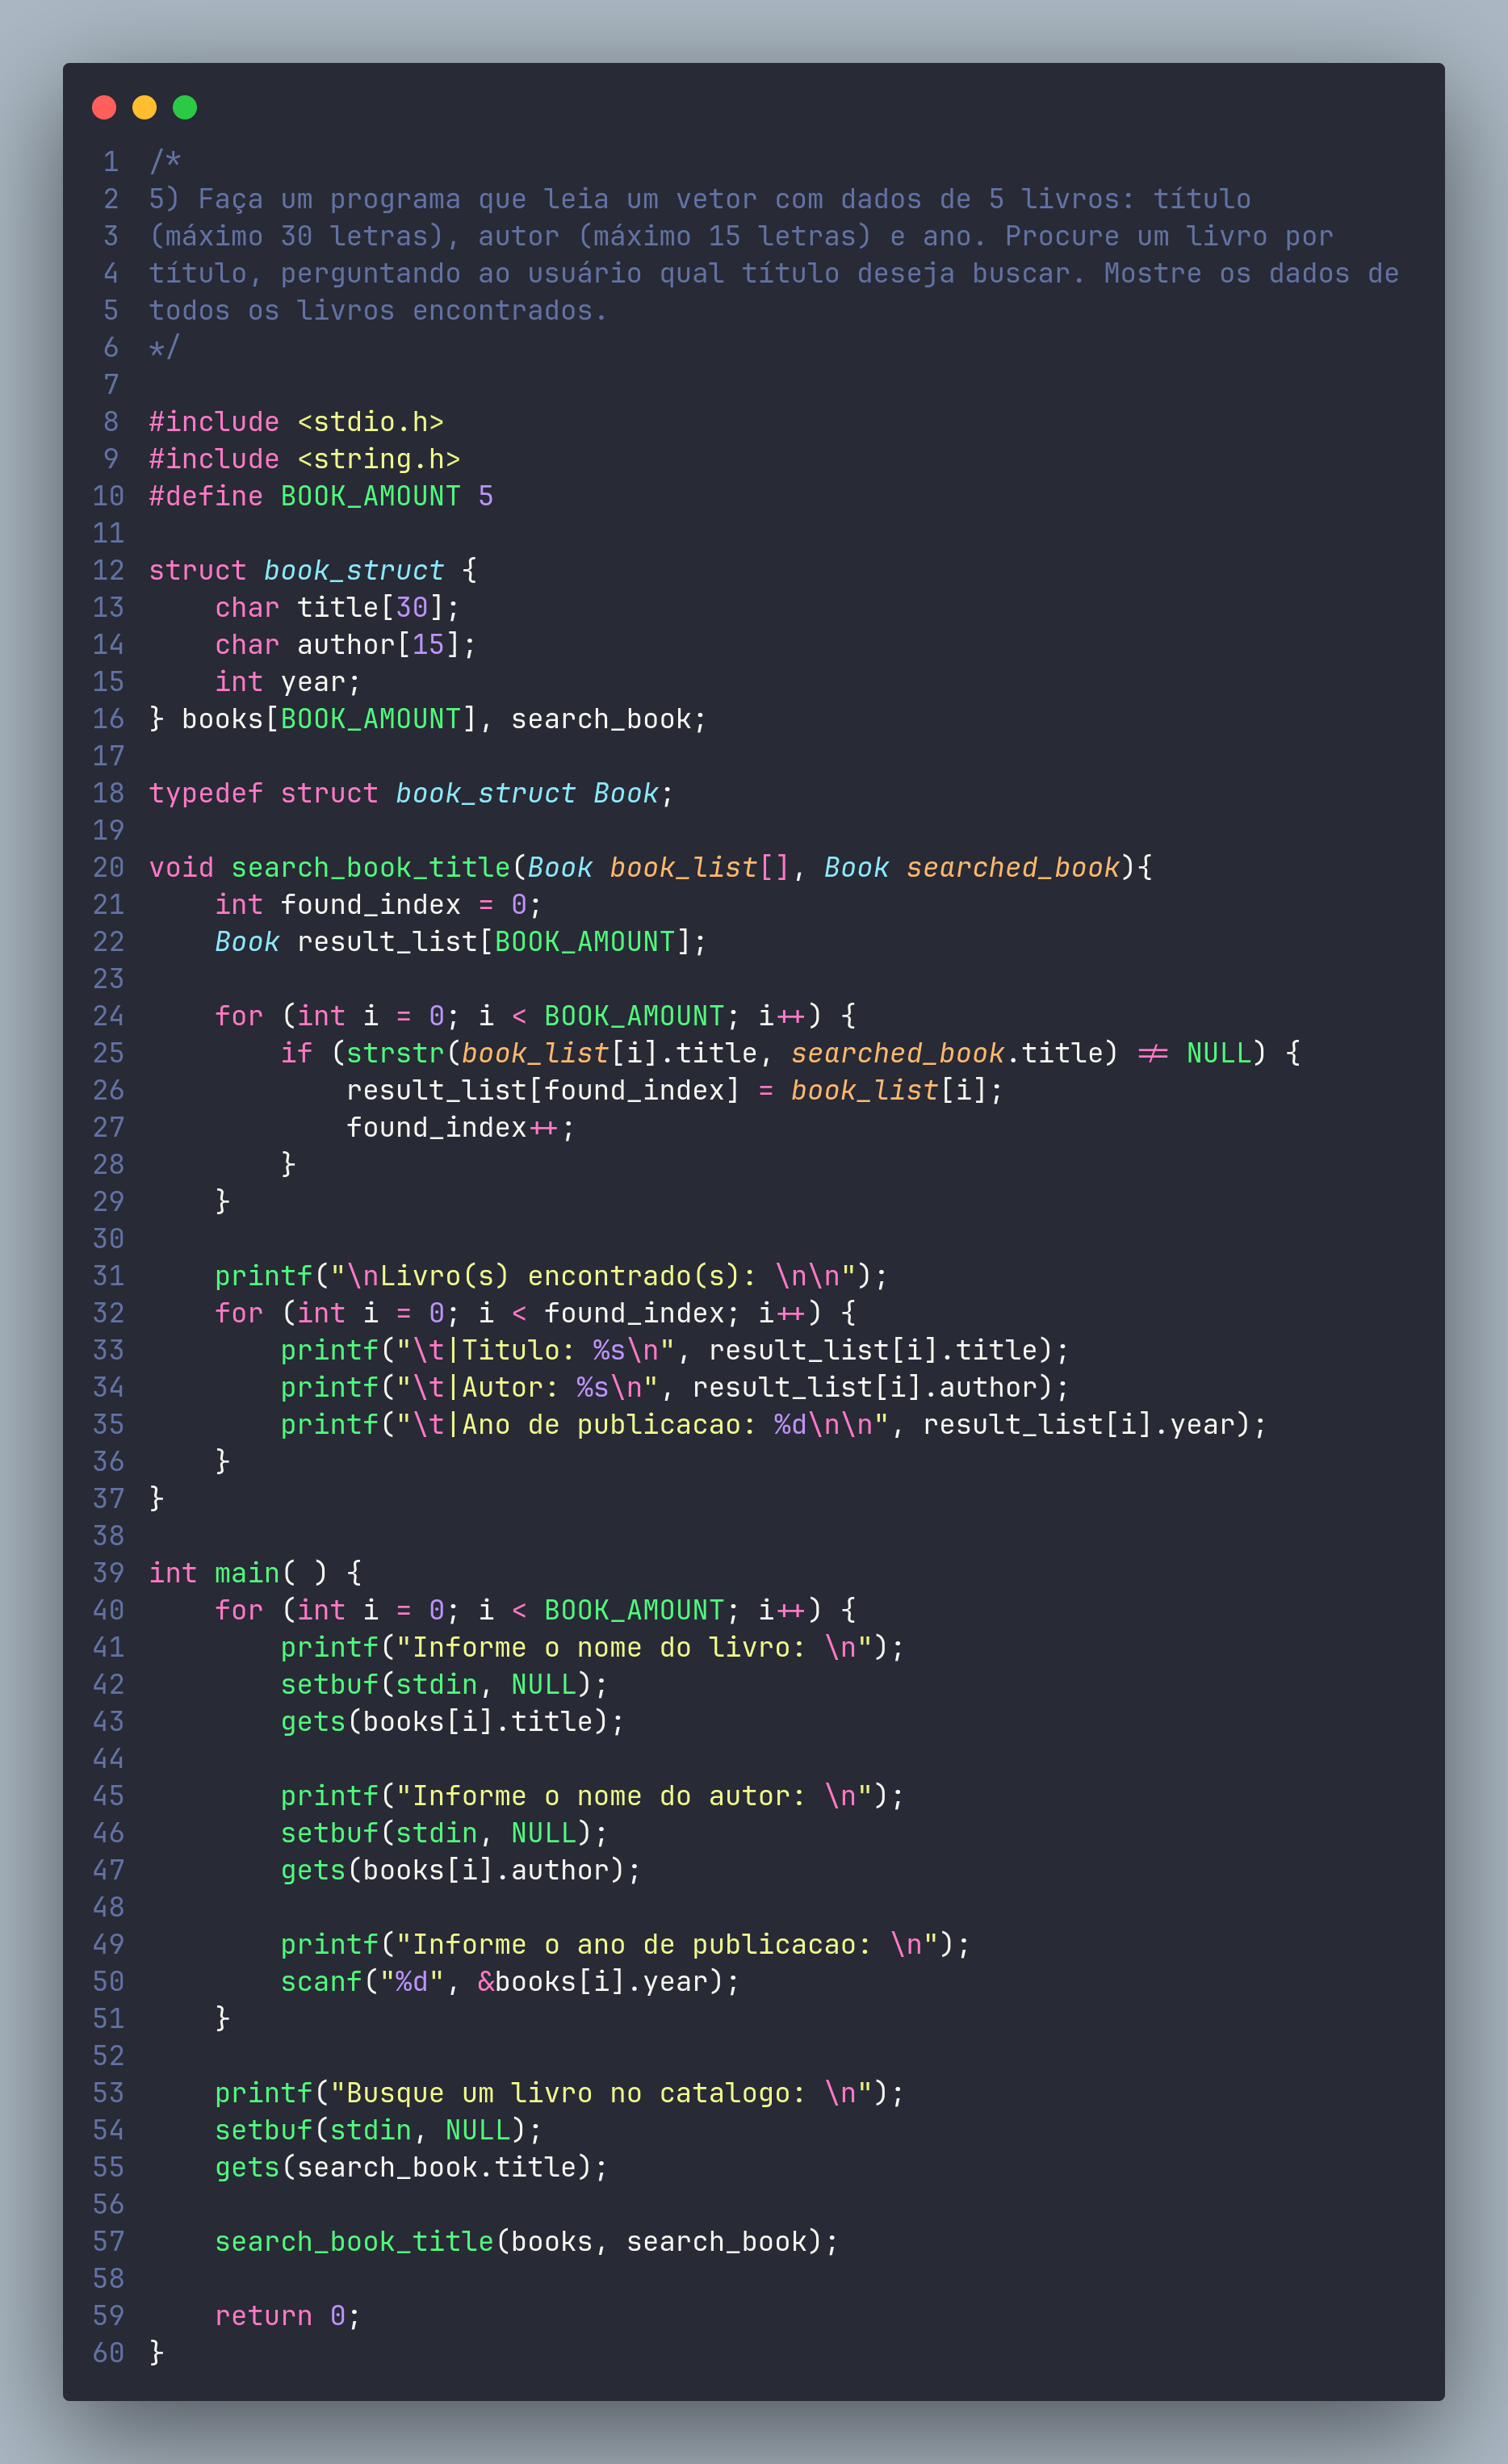 1 /*
2 5) Faça um programa que leia um vetor com dados de 5 livros: título
3 (máximo 30 letras), autor (máximo 15 letras) e ano. Procure um livro por
4 título, perguntando ao usuário qual título deseja buscar. Mostre os dados de
5 todos os livros encontrados.
6 */
7
8 #include <stdio.h>
9 #include <string.h>
10 #define BOOK_AMOUNT 5
11
12 struct book_struct {
13     char title[30];
14     char author[15];
15     int year;
16 } books[BOOK_AMOUNT], search_book;
17
18 typedef struct book_struct Book;
19
20 void search_book_title(Book book_list[], Book searched_book){
21     int found_index = 0;
22     Book result_list[BOOK_AMOUNT];
23
24     for (int i = 0; i < BOOK_AMOUNT; i++) {
25         if (strstr(book_list[i].title, searched_book.title) != NULL) {
26             result_list[found_index] = book_list[i];
27             found_index++;
28         }
29     }
30
31     printf("\nLivro(s) encontrado(s): \n\n");
32     for (int i = 0; i < found_index; i++) {
33         printf("\t|Titulo: %s\n", result_list[i].title);
34         printf("\t|Autor: %s\n", result_list[i].author);
35         printf("\t|Ano de publicacao: %d\n\n", result_list[i].year);
36     }
37 }
38
39 int main( ) {
40     for (int i = 0; i < BOOK_AMOUNT; i++) {
41         printf("Informe o nome do livro: \n");
42         setbuf(stdin, NULL);
43         gets(books[i].title);
44
45         printf("Informe o nome do autor: \n");
46         setbuf(stdin, NULL);
47         gets(books[i].author);
48
49         printf("Informe o ano de publicacao: \n");
50         scanf("%d", &books[i].year);
51     }
52
53     printf("Busque um livro no catalogo: \n");
54     setbuf(stdin, NULL);
55     gets(search_book.title);
56
57     search_book_title(books, search_book);
58
59     return 0;
60 }